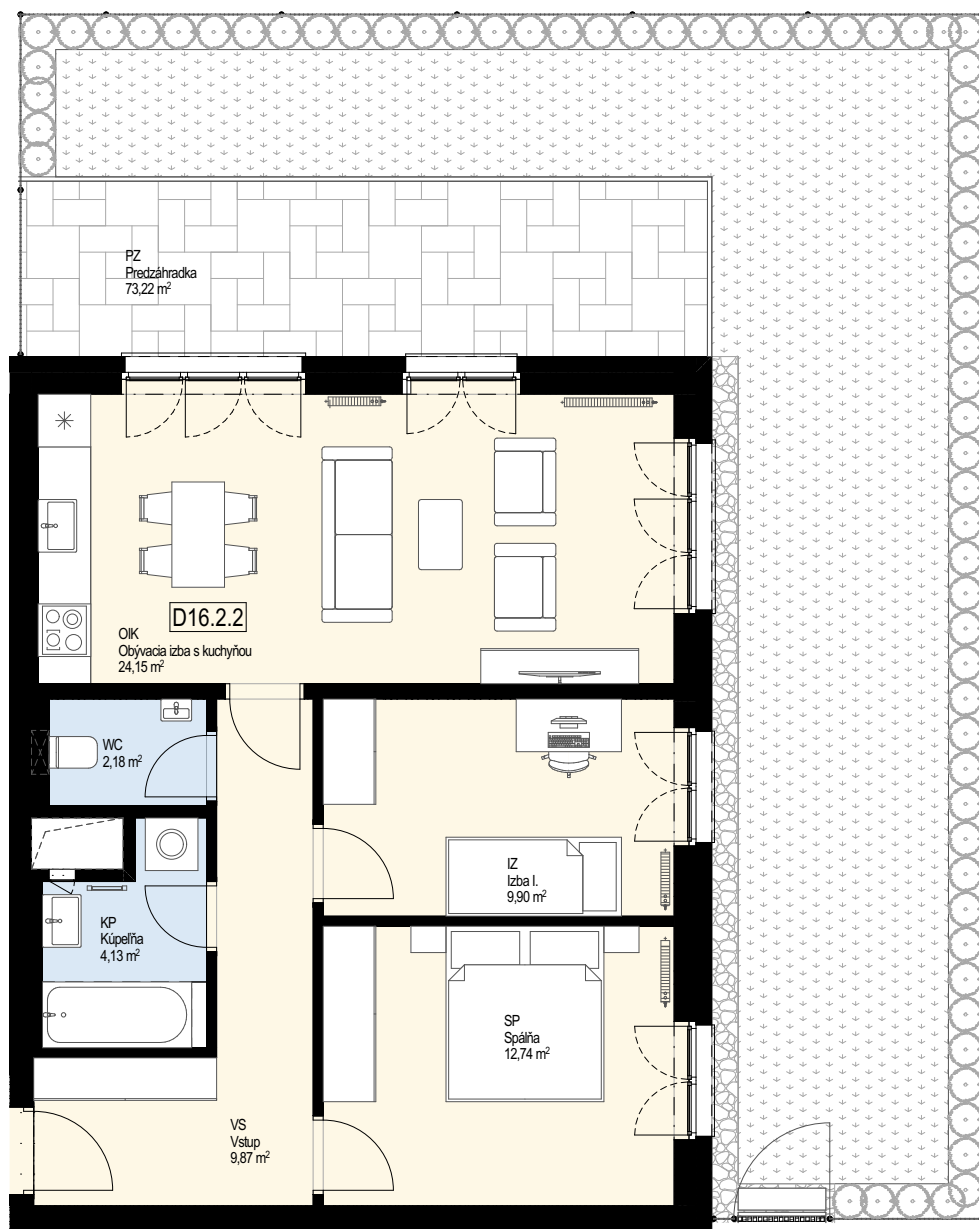 PZ
Predzáhradka
73,22 m²
D16.2.2
OIK
Obývacia izba s kuchyňou
24,15 m²
WC
2,18 m²
IZ
Izba I.
9,90 m²
KP
Kúpeľňa
4,13 m²
SP
Spálňa
12,74 m²
VS
Vstup
9,87 m²